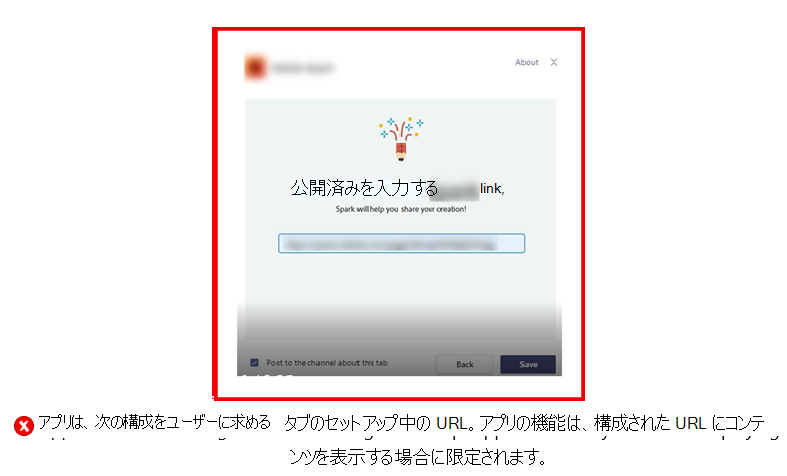 About
公開済みを入力する link,
Spark will help you share your creation!
Post to the channel about this tab
Back
Save
アプリは、次の構成をユーザーに求める タブのセットアップ中の URL。アプリの機能は、構成された URL にコンテ
ンツを表示する場合に限定されます。